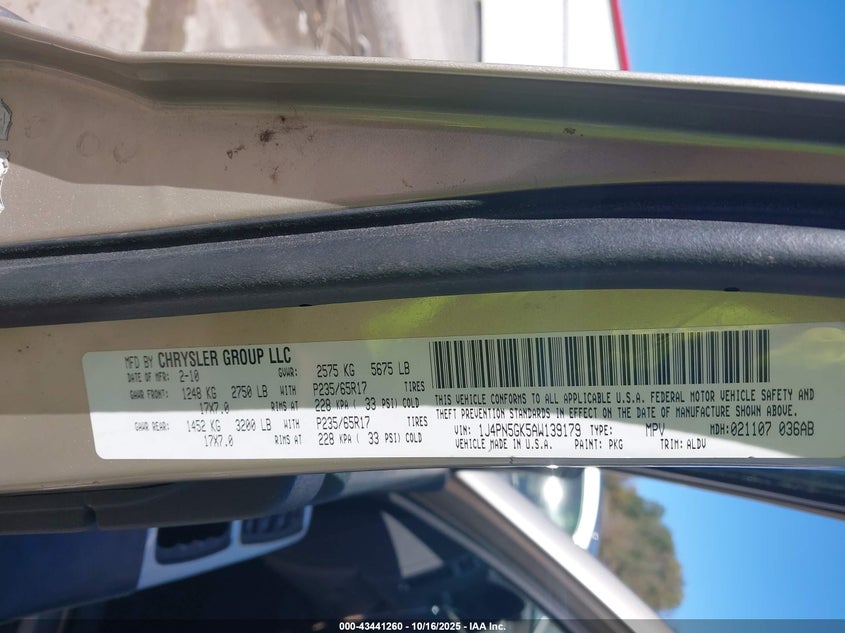 MFD BY CHRYSLER GROUP LLC
DATE OF MFR: 2-10 GVWR: 2575 KG 5675 LB
GAWR FRONT: 1248 KG 2750 LB WITH P235/65R17 TIRES
17X7.0 RIMS AT 228 KPA ( 33 PSI) COLD
GAWR REAR: 1452 KG 3200 LB WITH P235/65R17 TIRES
17X7.0 RIMS AT 228 KPA ( 33 PSI) COLD
THIS VEHICLE CONFORMS TO ALL APPLICABLE U.S.A. FEDERAL MOTOR VEHICLE SAFETY AND
THEFT PREVENTION STANDARDS IN EFFECT ON THE DATE OF MANUFACTURE SHOWN ABOVE.
VIN: 1J4PN5GK5AW139179 TYPE: MPV MDH: 021107 036AB
VEHICLE MADE IN U.S.A. PAINT: PKG TRIM: ALDV
000-43441260 - 10/16/2025 - IAA Inc.